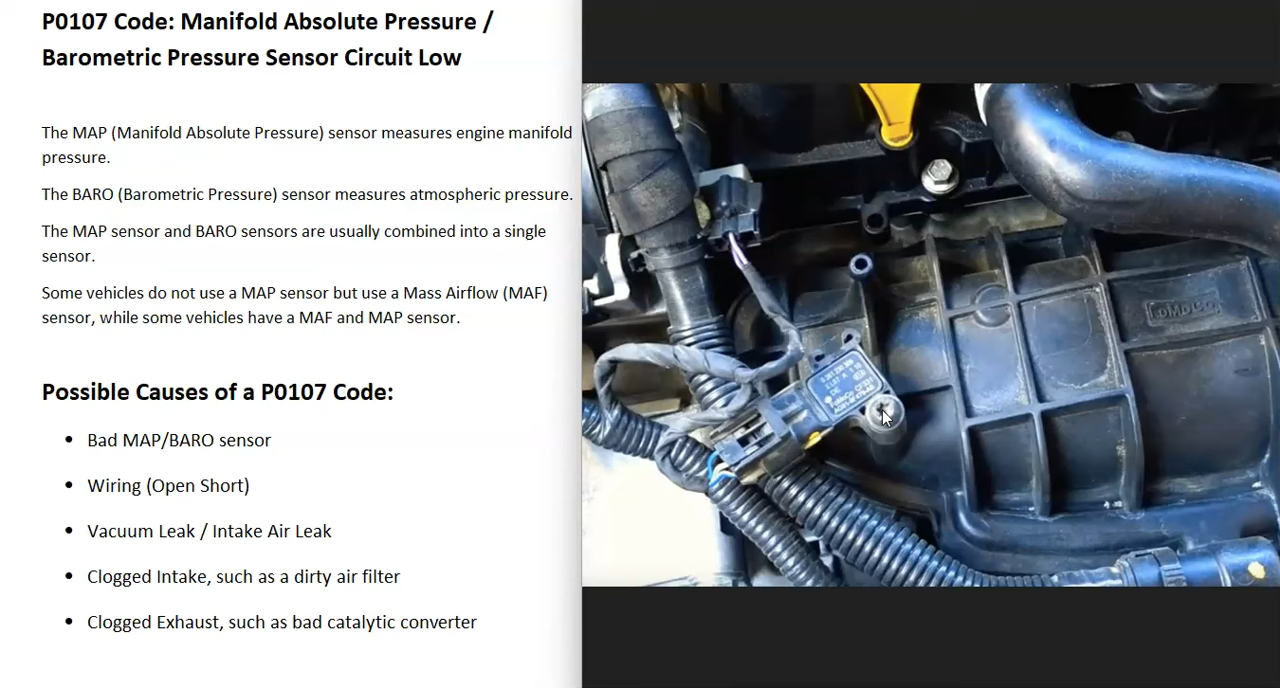 P0107 Code: Manifold Absolute Pressure /
Barometric Pressure Sensor Circuit Low
The MAP (Manifold Absolute Pressure) sensor measures engine manifold
pressure.
The BARO (Barometric Pressure) sensor measures atmospheric pressure.
The MAP sensor and BARO sensors are usually combined into a single
sensor.
Some vehicles do not use a MAP sensor but use a Mass Airflow (MAF)
sensor, while some vehicles have a MAF and MAP sensor.
Possible Causes of a P0107 Code:
• Bad MAP/BARO sensor
• Wiring (Open Short)
• Vacuum Leak / Intake Air Leak
• Clogged Intake, such as a dirty air filter
• Clogged Exhaust, such as bad catalytic converter